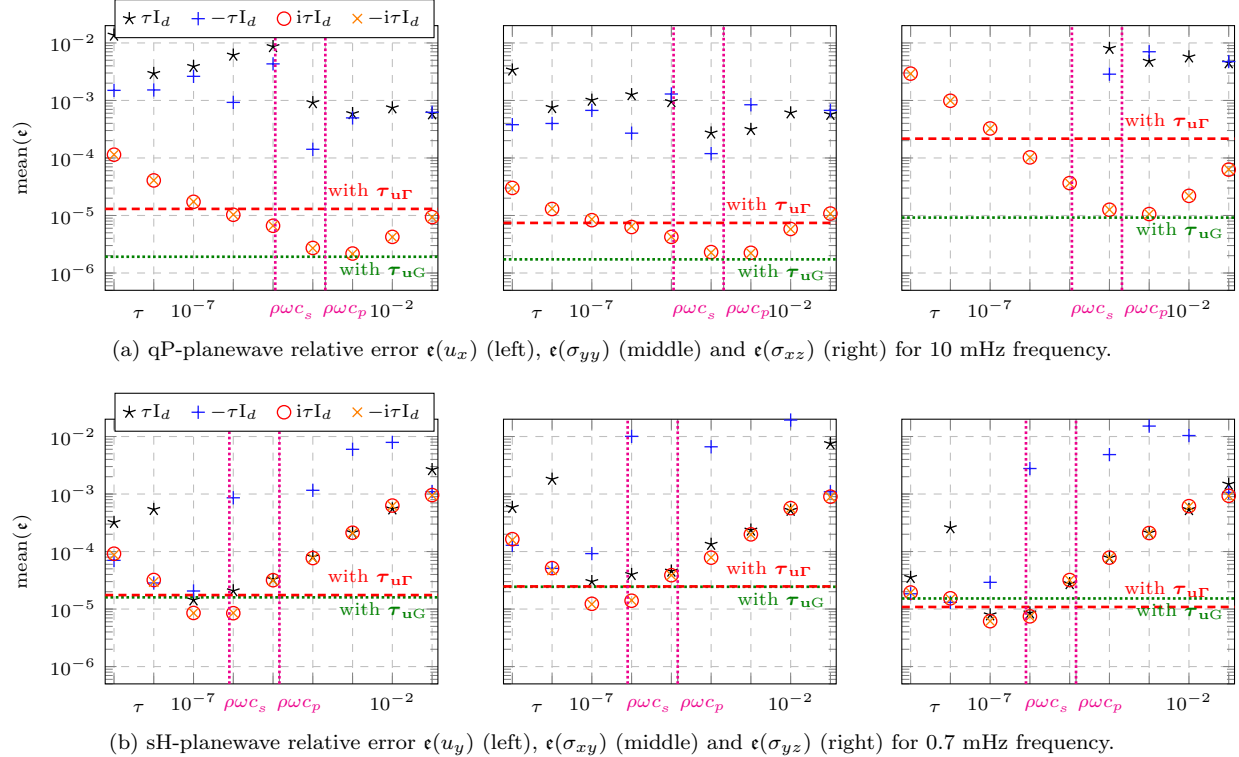 τI_d −τI_d iτI_d −iτI_d
10^−2
10^−3
10^−4
10^−5
10^−6
mean(𝔢)
with τ_uΓ
with τ_uG
with τ_uΓ
with τ_uG
with τ_uΓ
with τ_uG
τ 10^−7 ρωc_s ρωc_p 10^−2
τ 10^−7 ρωc_s ρωc_p 10^−2
τ 10^−7 ρωc_s ρωc_p 10^−2
(a) qP-planewave relative error 𝔢(u_x) (left), 𝔢(σ_yy) (middle) and 𝔢(σ_xz) (right) for 10 mHz frequency.
τI_d −τI_d iτI_d −iτI_d
10^−2
10^−3
10^−4
10^−5
10^−6
mean(𝔢)
with τ_uΓ
with τ_uG
with τ_uΓ
with τ_uG
with τ_uΓ
with τ_uG
τ 10^−7 ρωc_s ρωc_p 10^−2
τ 10^−7 ρωc_s ρωc_p 10^−2
τ 10^−7 ρωc_s ρωc_p 10^−2
(b) sH-planewave relative error 𝔢(u_y) (left), 𝔢(σ_xy) (middle) and 𝔢(σ_yz) (right) for 0.7 mHz frequency.